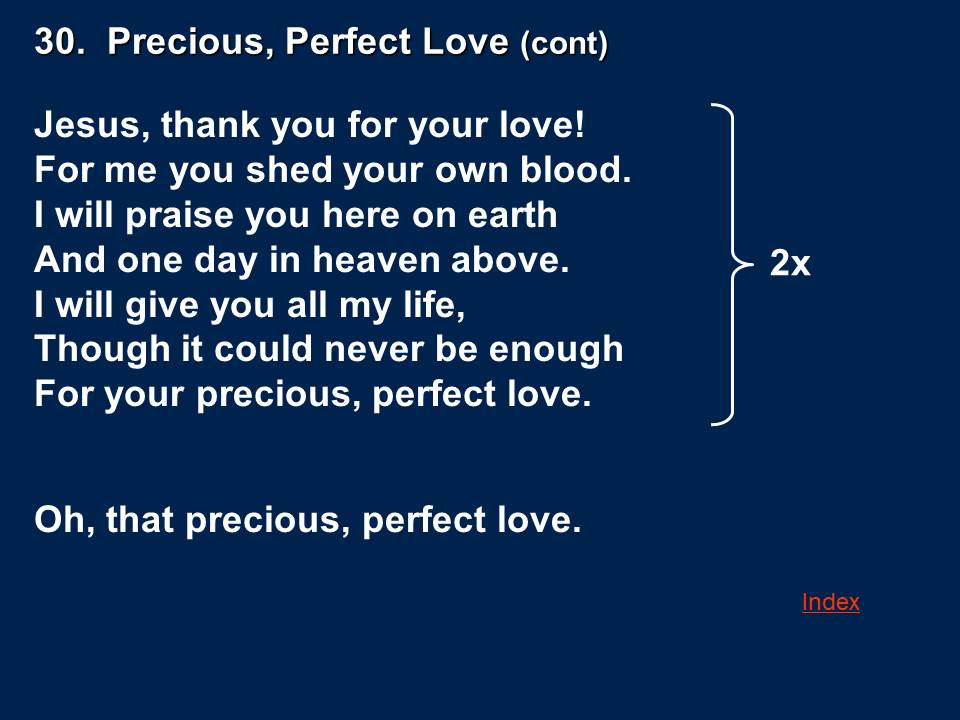 30.  Precious, Perfect Love (cont)
Jesus, thank you for your love!
For me you shed your own blood.
I will praise you here on earth
And one day in heaven above.
I will give you all my life,
Though it could never be enough
For your precious, perfect love.
2x
Oh, that precious, perfect love.
Index